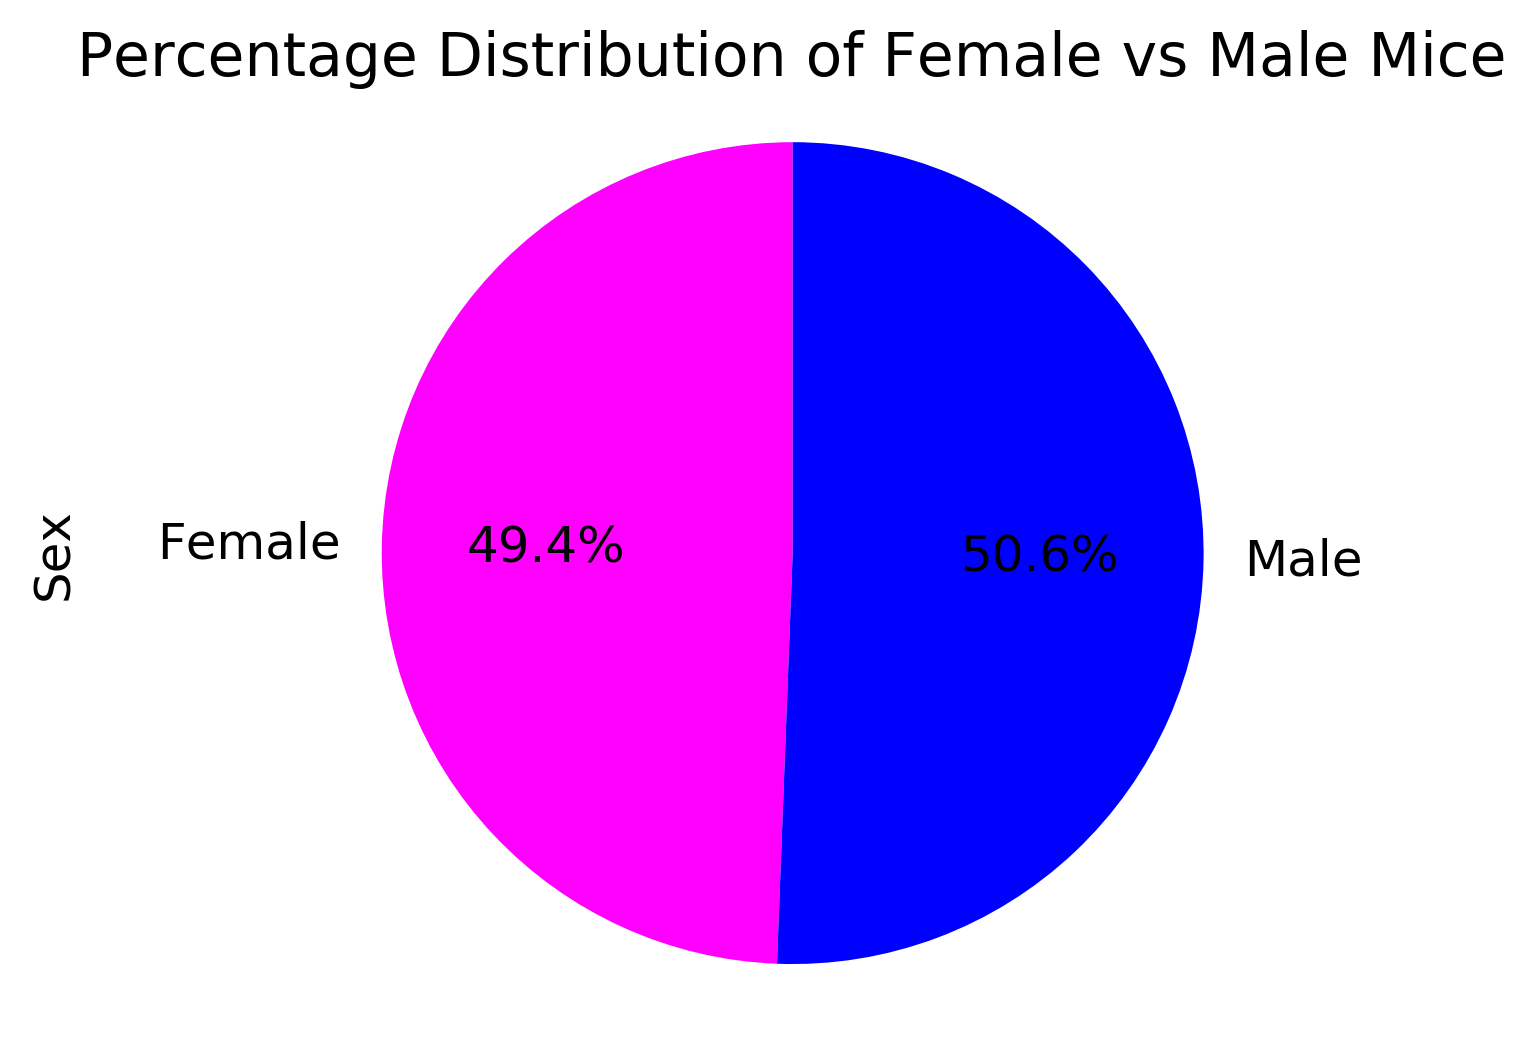 Percentage Distribution of Female vs Male Mice
Sex
Female
49.4%
50.6%
Male